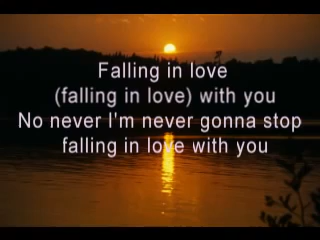 Falling in love
(falling in love) with you
No never I'm never gonna stop
falling in love with you